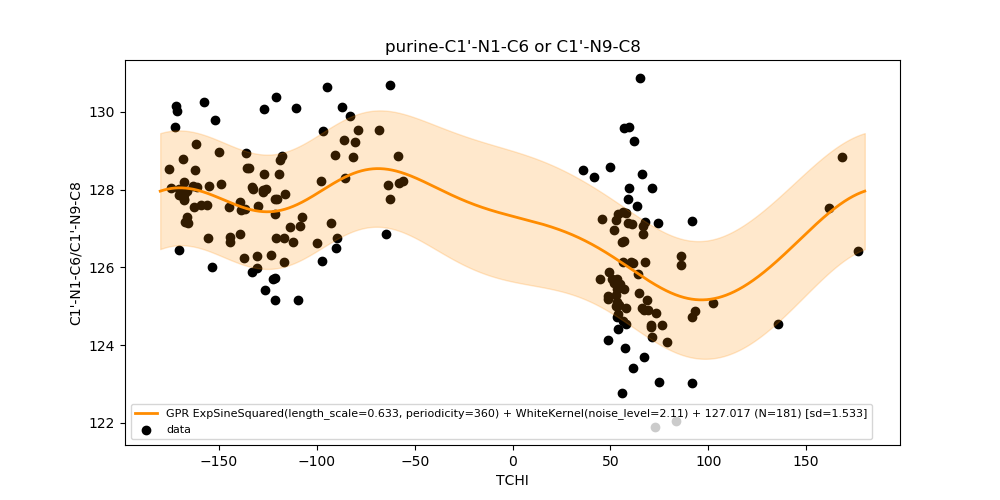 purine-C1'-N1-C6 or C1'-N9-C8
C1'-N1-C6/C1'-N9-C8
130
128
126
124
122
GPR ExpSineSquared(length_scale=0.633, periodicity=360) + WhiteKernel(noise_level=2.11) + 127.017 (N=181) [sd=1.533]
data
−150
−100
−50
0
50
100
150
TCHI